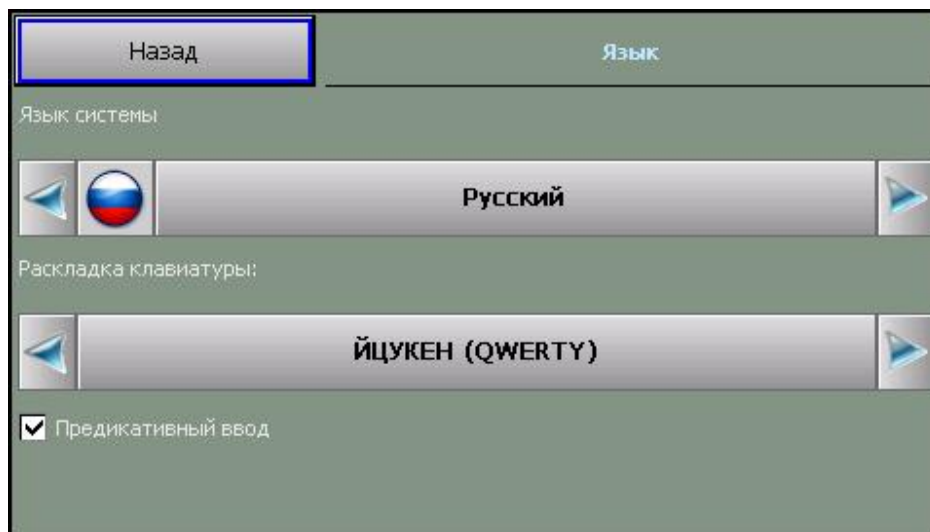 Назад
Язык
Язык системы
Русский
Раскладка клавиатуры:
ЙЦУКЕН (QWERTY)
Предикативный ввод